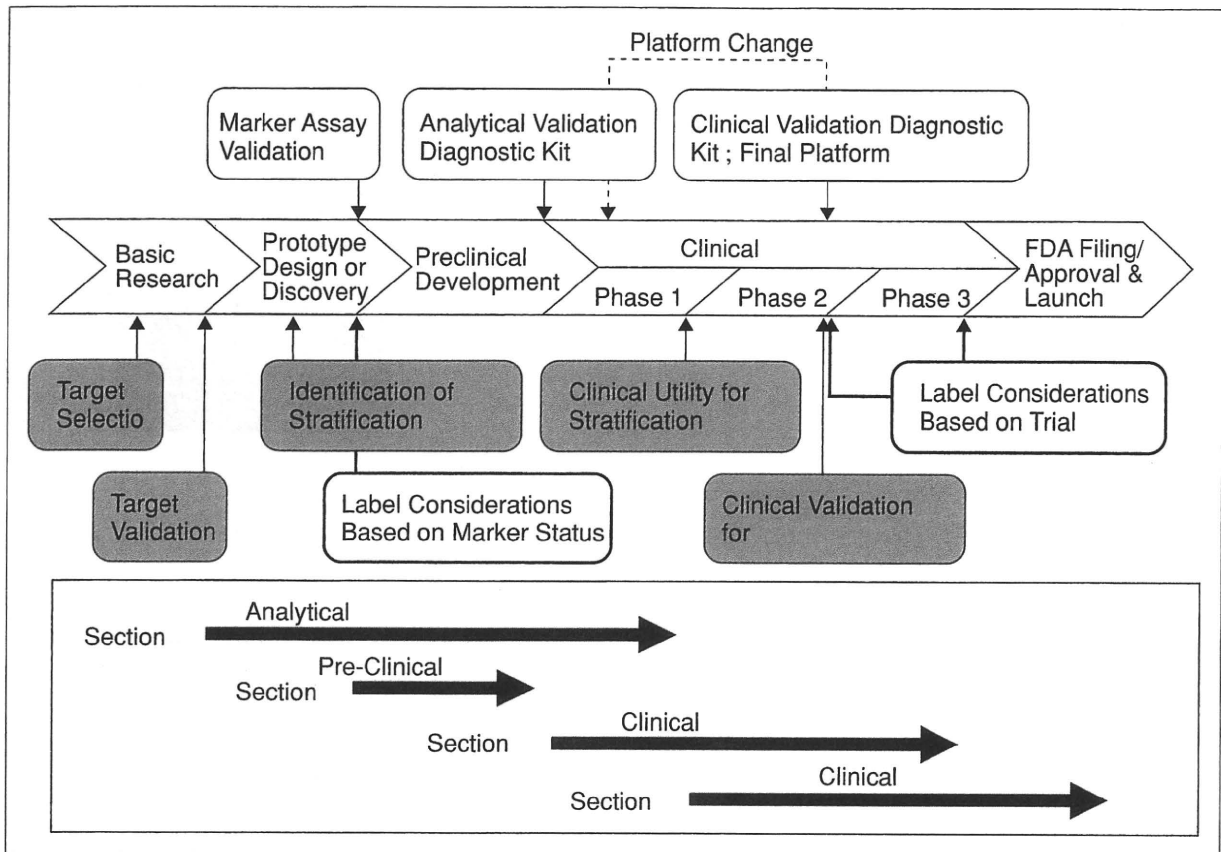 Platform Change
Marker Assay
Validation
Analytical Validation
Diagnostic Kit
Clinical Validation Diagnostic
Kit ; Final Platform
Basic
Research
Prototype
Design or
Discovery
Preclinical
Development
Clinical
Phase 1
Phase 2
Phase 3
FDA Filing/
Approval &
Launch
Target
Selectio
Identification of
Stratification
Clinical Utility for
Stratification
Label Considerations
Based on Trial
Target
Validation
Label Considerations
Based on Marker Status
Clinical Validation
for
Analytical
Section
Pre-Clinical
Section
Clinical
Section
Clinical
Section